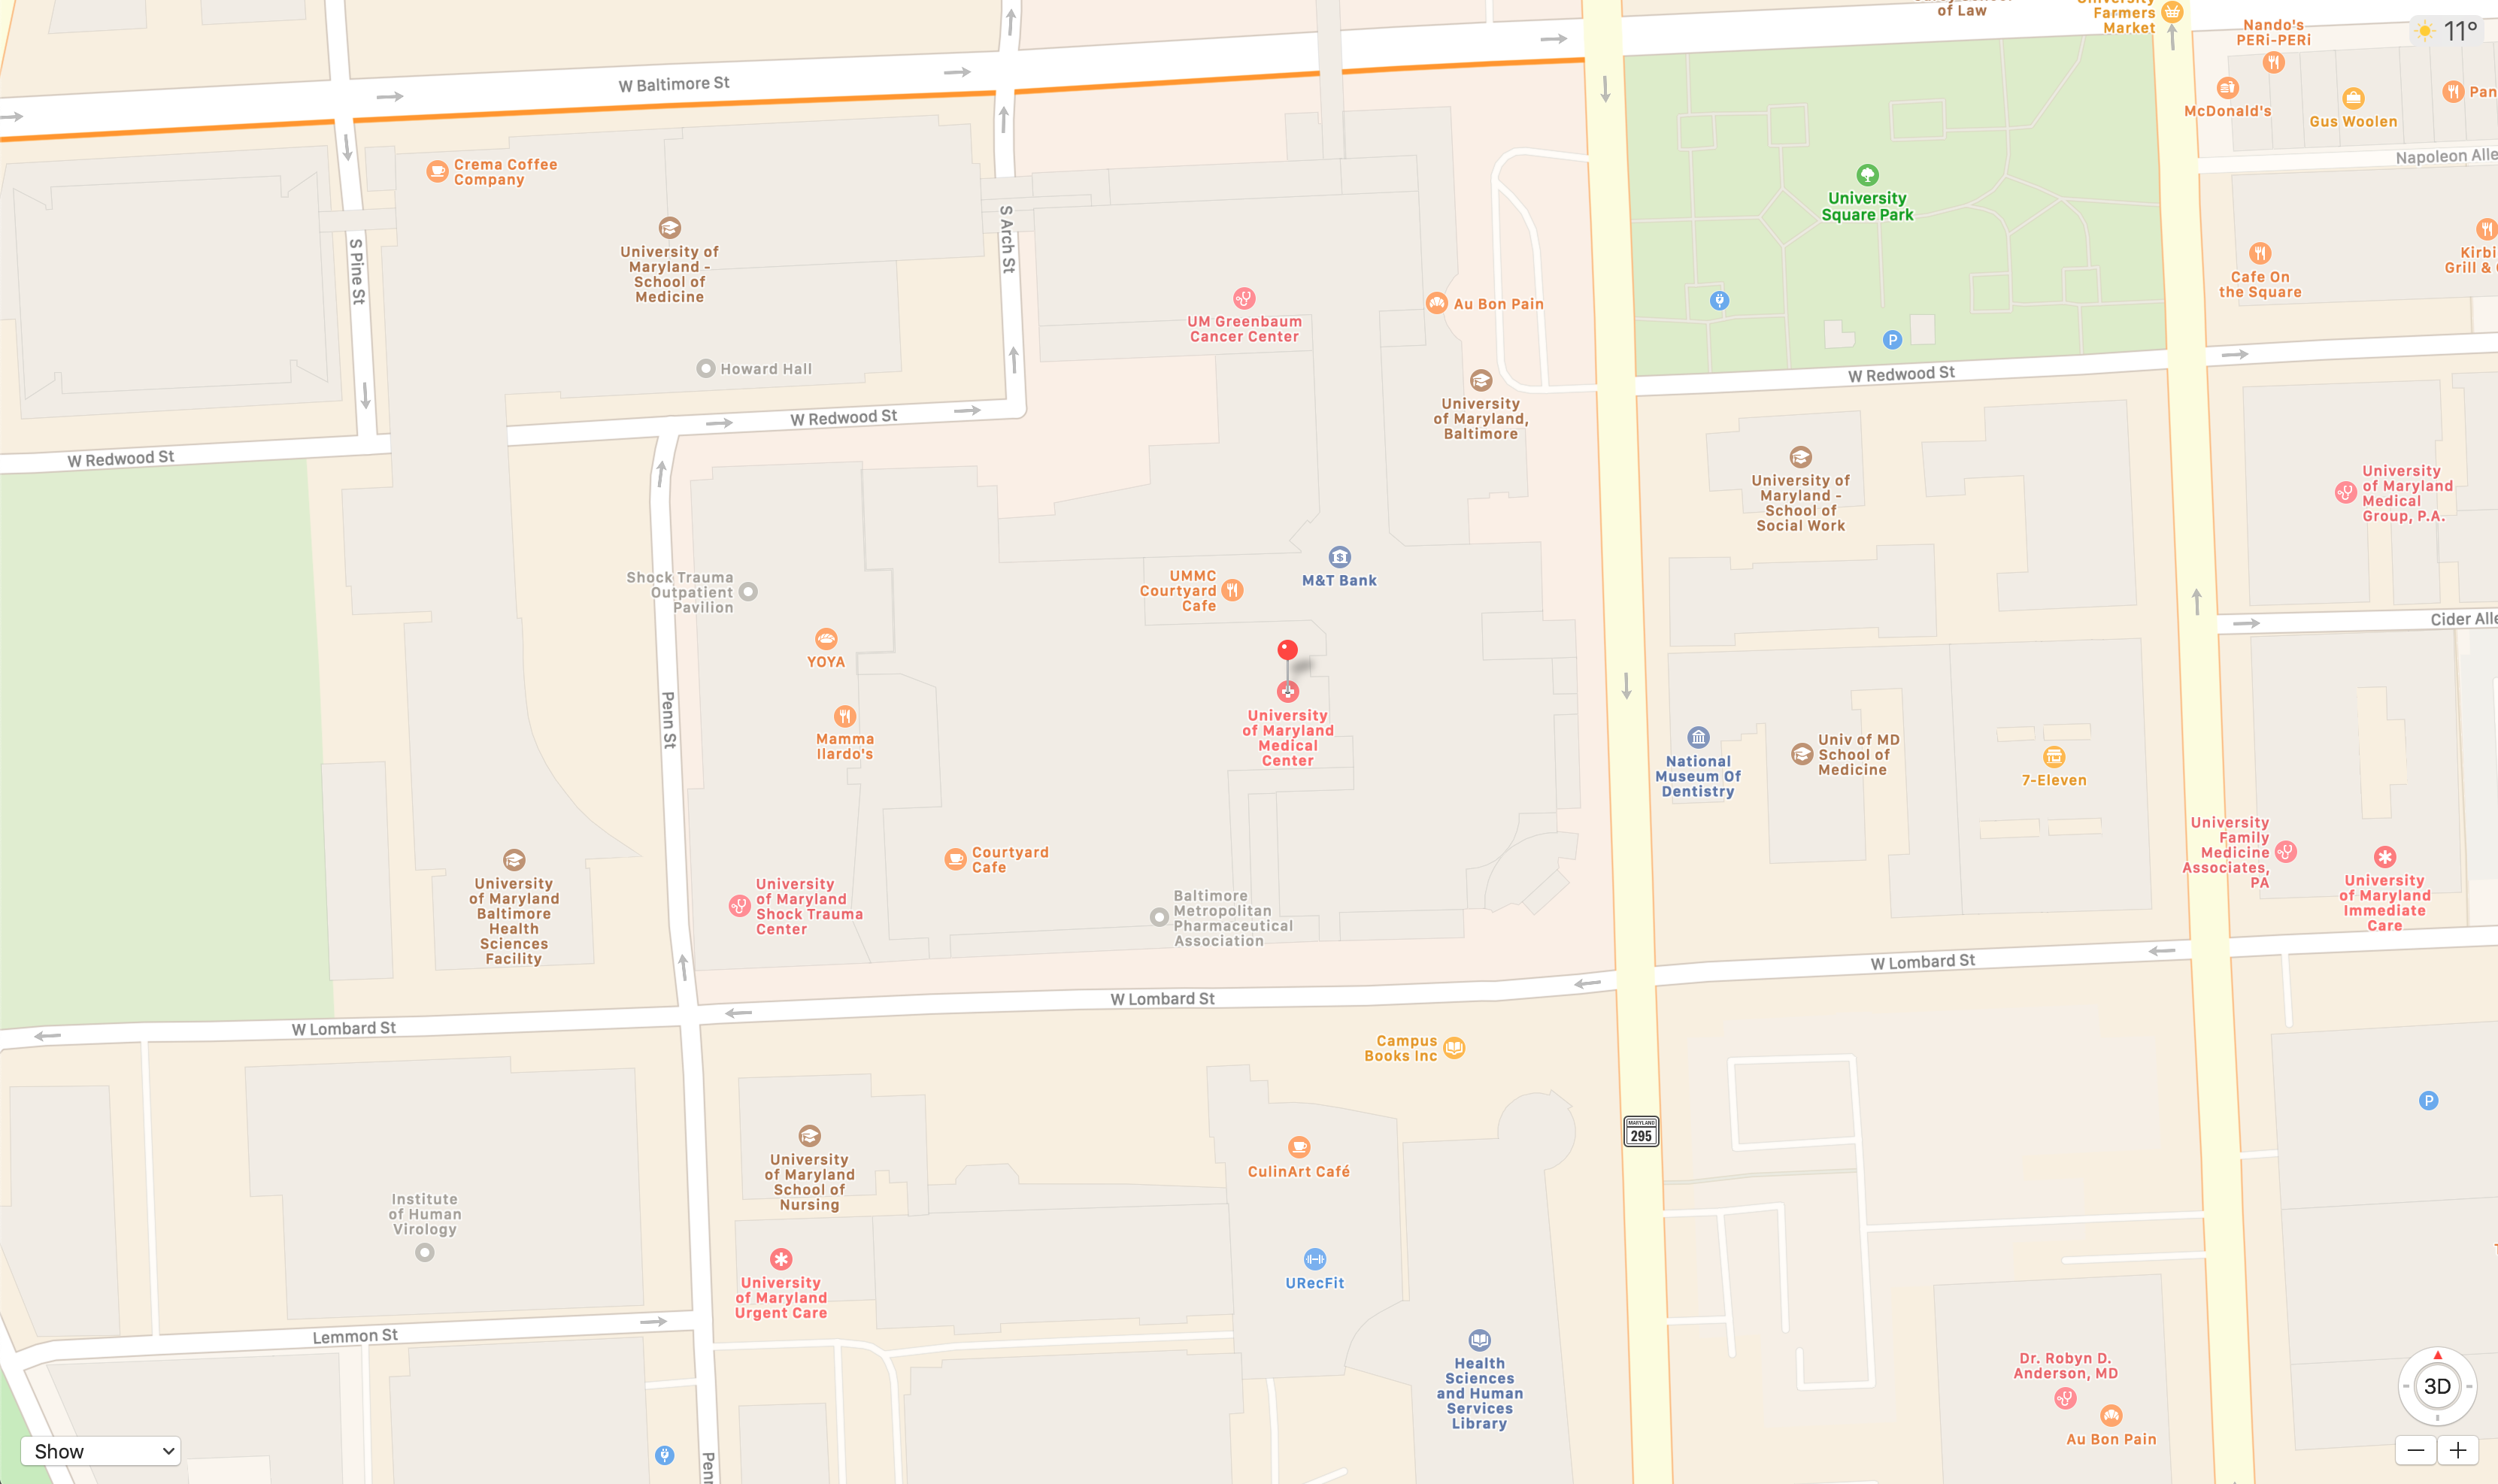 of Law
University
Farmers
Market
Nando's
PERi-PERi
11°
McDonald's
Gus Woolen
Pan
Napoleon Alle
W Baltimore St
Crema Coffee
Company
University of
Maryland -
School of
Medicine
S Pine St
S Arch St
Howard Hall
UM Greenbaum
Cancer Center
Au Bon Pain
University
Square Park
P
Cafe On
the Square
Kirbi
Grill &
W Redwood St
W Redwood St
W Redwood St
University
of Maryland,
Baltimore
University of
Maryland -
School of
Social Work
University
of Maryland
Medical
Group, P.A.
Shock Trauma
Outpatient
Pavilion
UMMC
Courtyard
Cafe
M&T Bank
Cider Alle
YOYA
Mamma
Ilardo's
Penn St
University
of Maryland
Medical
Center
National
Museum Of
Dentistry
Univ of MD
School of
Medicine
7-Eleven
University
Family
Medicine
Associates,
PA
University
of Maryland
Immediate
Care
University
of Maryland
Baltimore
Health
Sciences
Facility
University
of Maryland
Shock Trauma
Center
Courtyard
Cafe
Baltimore
Metropolitan
Pharmaceutical
Association
W Lombard St
W Lombard St
W Lombard St
Campus
Books Inc
MARYLAND
295
P
University
of Maryland
School of
Nursing
CulinArt Café
Institute
of Human
Virology
University
of Maryland
Urgent Care
URecFit
Lemmon St
Health
Sciences
and Human
Services
Library
Dr. Robyn D.
Anderson, MD
Au Bon Pain
3D
Show
Penn